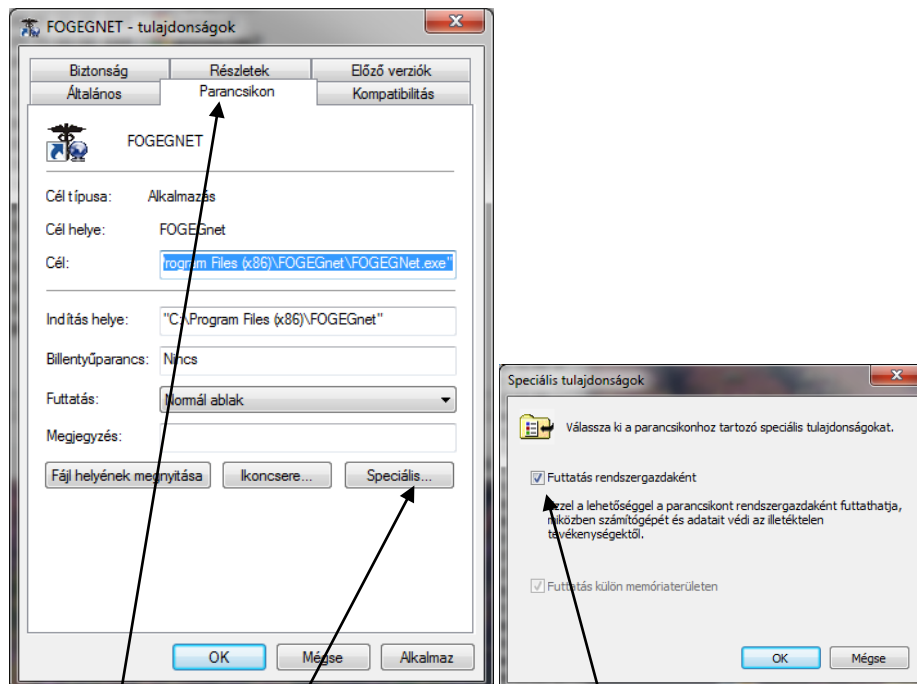 FOGEGNET - tulajdonságok
Biztonság Részletek Előző verziók
Általános Parancsikon Kompatibilitás
FOGEGNET
Cél típusa: Alkalmazás
Cél helye: FOGEGnet
Cél: rogram Files (x86)\FOGEGnet\FOGEGNet.exe"
Indítás helye: "C:\Program Files (x86)\FOGEGnet"
Billentyűparancs: Nincs
Futtatás: Normál ablak
Megjegyzés:
Fájl helyének megnyitása Ikoncsere... Speciális...
OK Mégse Alkalmaz
Speciális tulajdonságok
Válassza ki a parancsikonhoz tartozó speciális tulajdonságokat.
Futtatás rendszergazdaként
Ezzel a lehetőséggel a parancsikont rendszergazdaként futtathatja,
miközben számítógépét és adatait védi az illetéktelen
tevékenységektől.
Futtatás külön memóriaterületen
OK Mégse